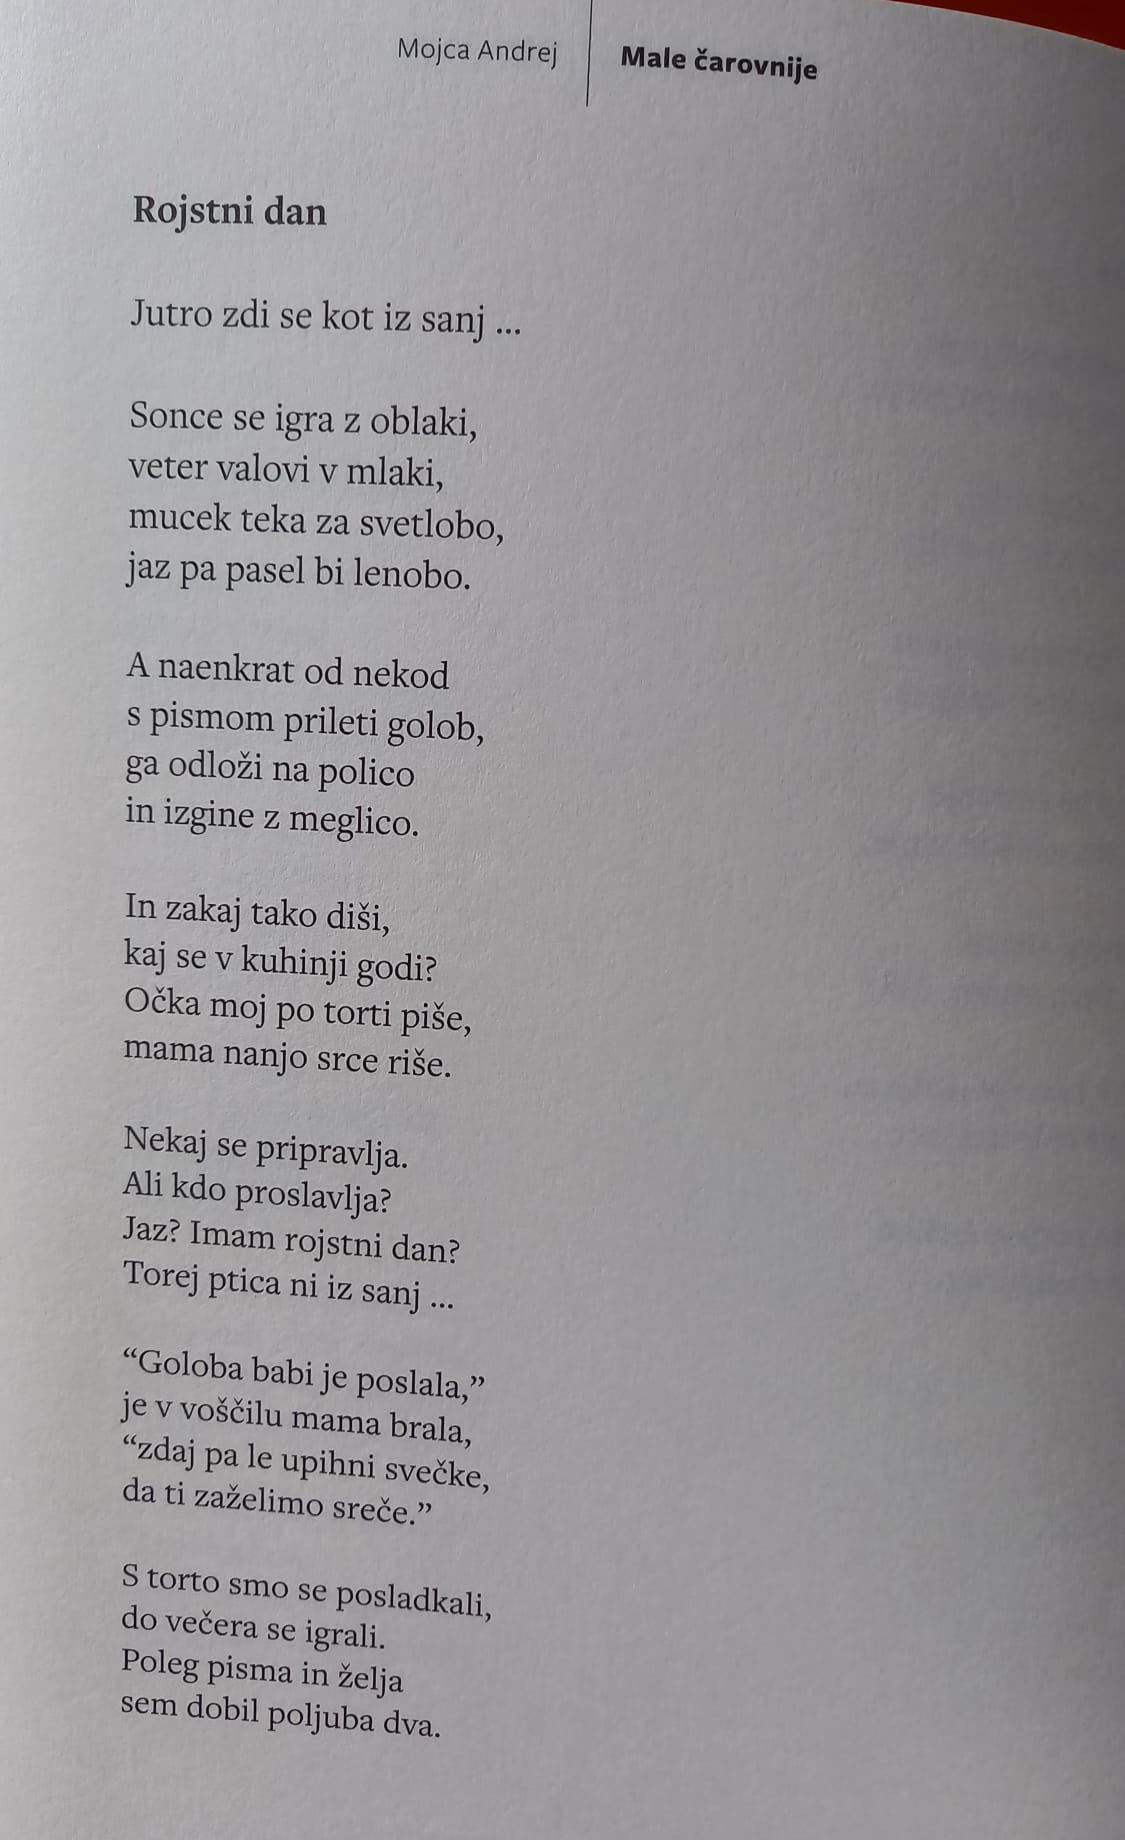 Mojca Andrej
Male čarovnije
Rojstni dan
Jutro zdi se kot iz sanj ...
Sonce se igra z oblaki,
veter valovi v mlaki,
mucek teka za svetlobo,
jaz pa pasel bi lenobo.
A naenkrat od nekod
s pismom prileti golob,
ga odloži na polico
in izgine z meglico.
In zakaj tako diši,
kaj se v kuhinji godi?
Očka moj po torti piše,
mama nanjo srce riše.
Nekaj se pripravlja.
Ali kdo proslavlja?
Jaz? Imam rojstni dan?
Torej ptica ni iz sanj ...
“Goloba babi je poslala,”
je v voščilu mama brala,
“zdaj pa le upihni svečke,
da ti zaželimo sreče.”
S torto smo se posladkali,
do večera se igrali.
Poleg pisma in želja
sem dobil poljuba dva.